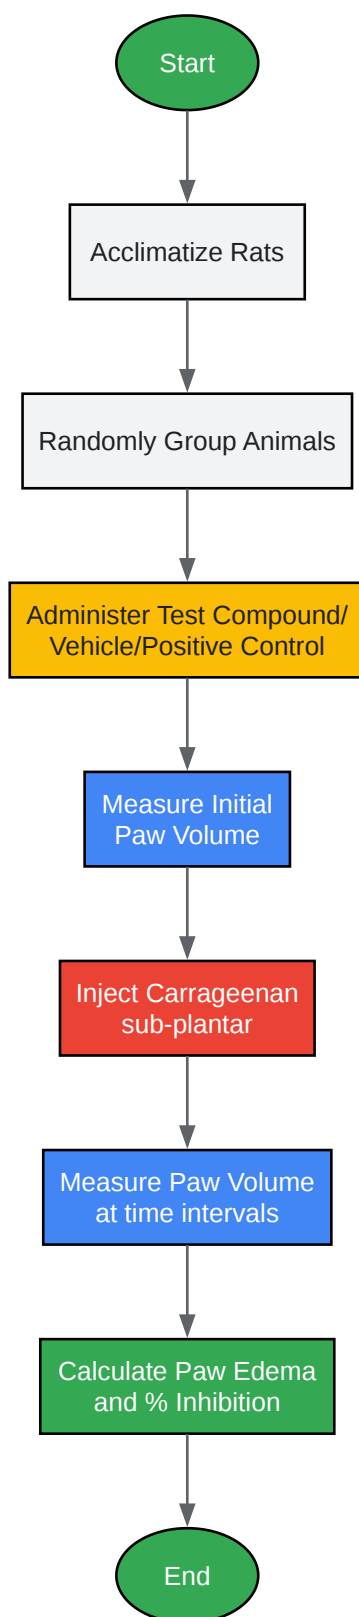 Start
Acclimatize Rats
Randomly Group Animals
Administer Test Compound/
Vehicle/Positive Control
Measure Initial
Paw Volume
Inject Carrageenan
sub-plantar
Measure Paw Volume
at time intervals
Calculate Paw Edema
and % Inhibition
End